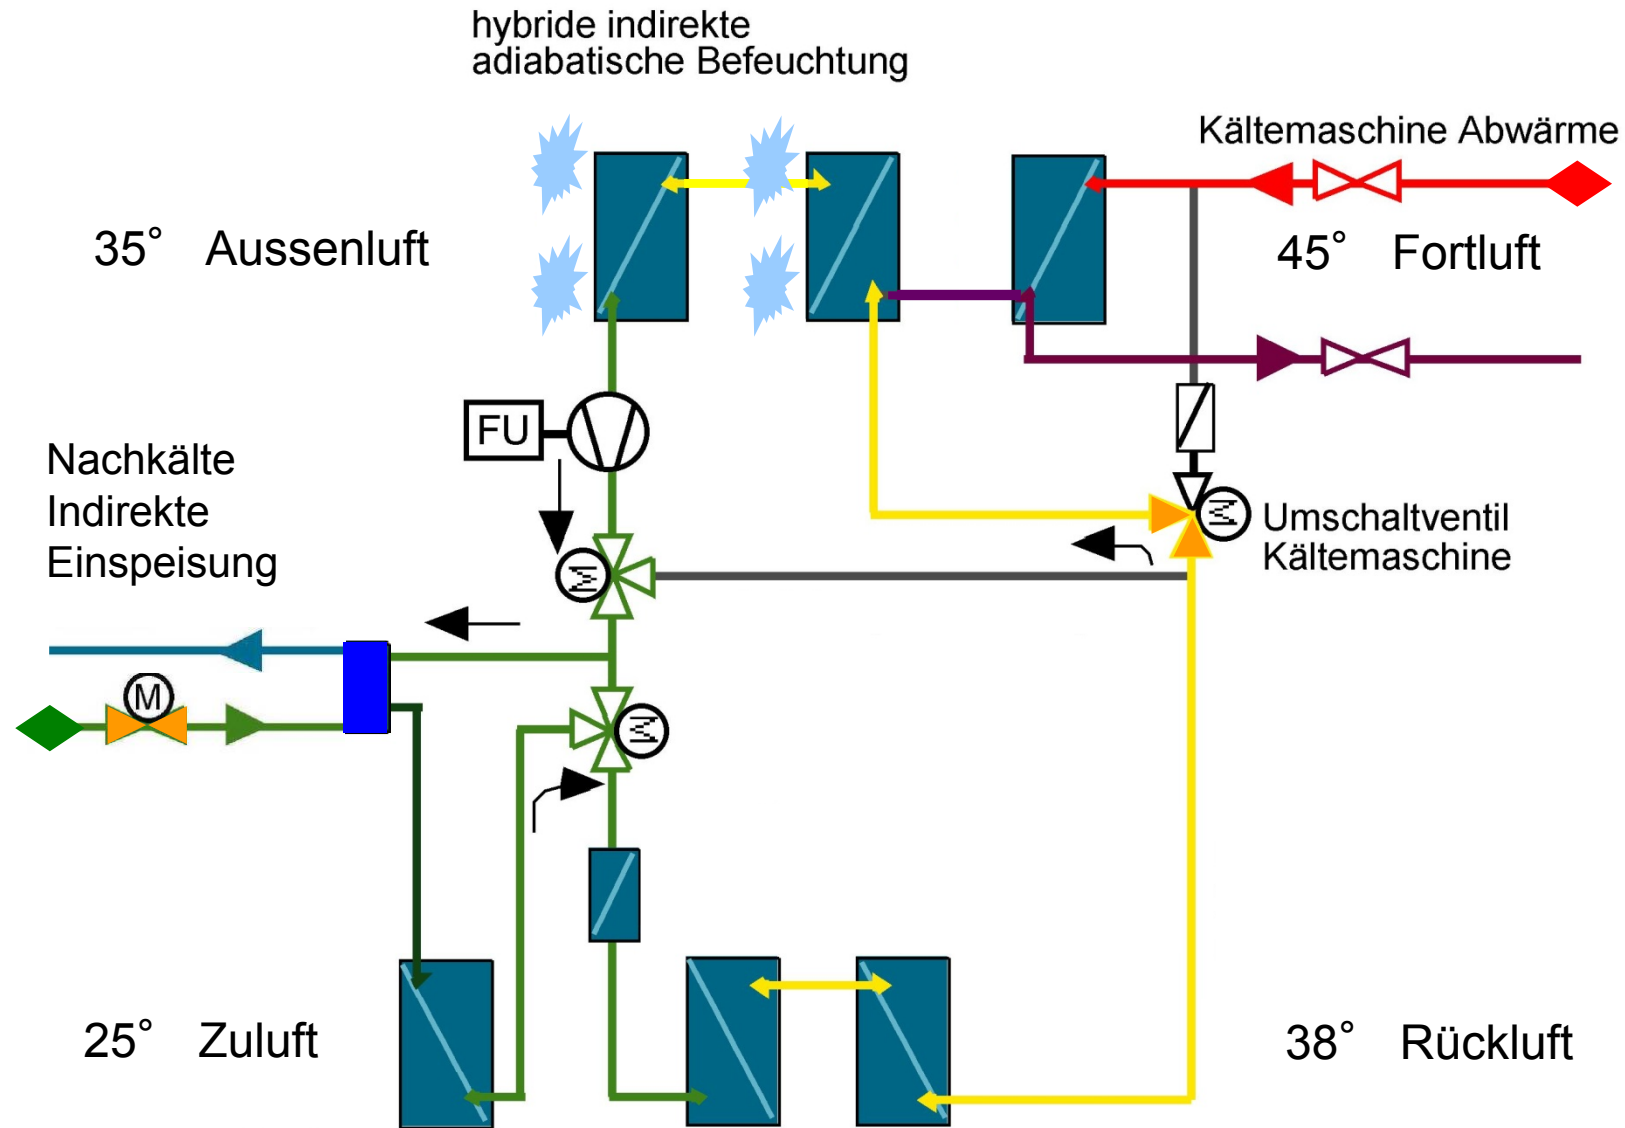 hybride indirekte
adiabatische Befeuchtung
Kältemaschine Abwärme
35° Aussenluft
45° Fortluft
FU
Nachkälte
Indirekte
Einspeisung
Umschaltventil
Kältemaschine
M
M
M
M
25° Zuluft
38° Rückluft